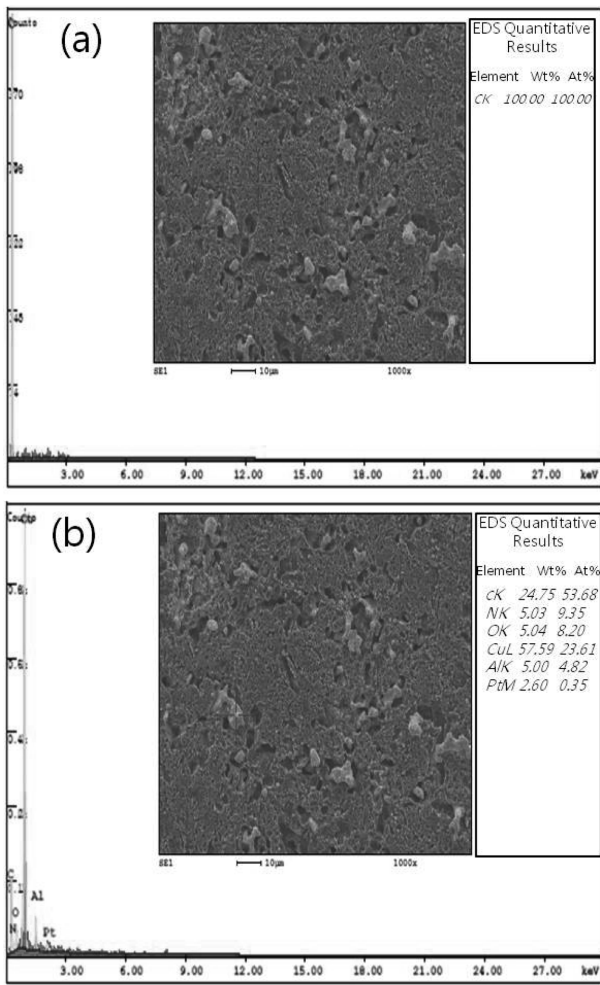 Counts
(a)
EDS Quantitative
Results
Element Wt% At%
CK 100.00 100.00
SE1 10µm 1000x
3.00 6.00 9.00 12.00 15.00 18.00 21.00 24.00 27.00 keV
(b)
EDS Quantitative
Results
Element Wt% At%
CK 24.75 53.68
NK 5.03 9.35
OK 5.04 8.20
CuL 57.59 23.61
AlK 5.00 4.82
PtM 2.60 0.35
SE1 10µm 1000x
Al
O
N
Pt
3.00 6.00 9.00 12.00 15.00 18.00 21.00 24.00 27.00 keV